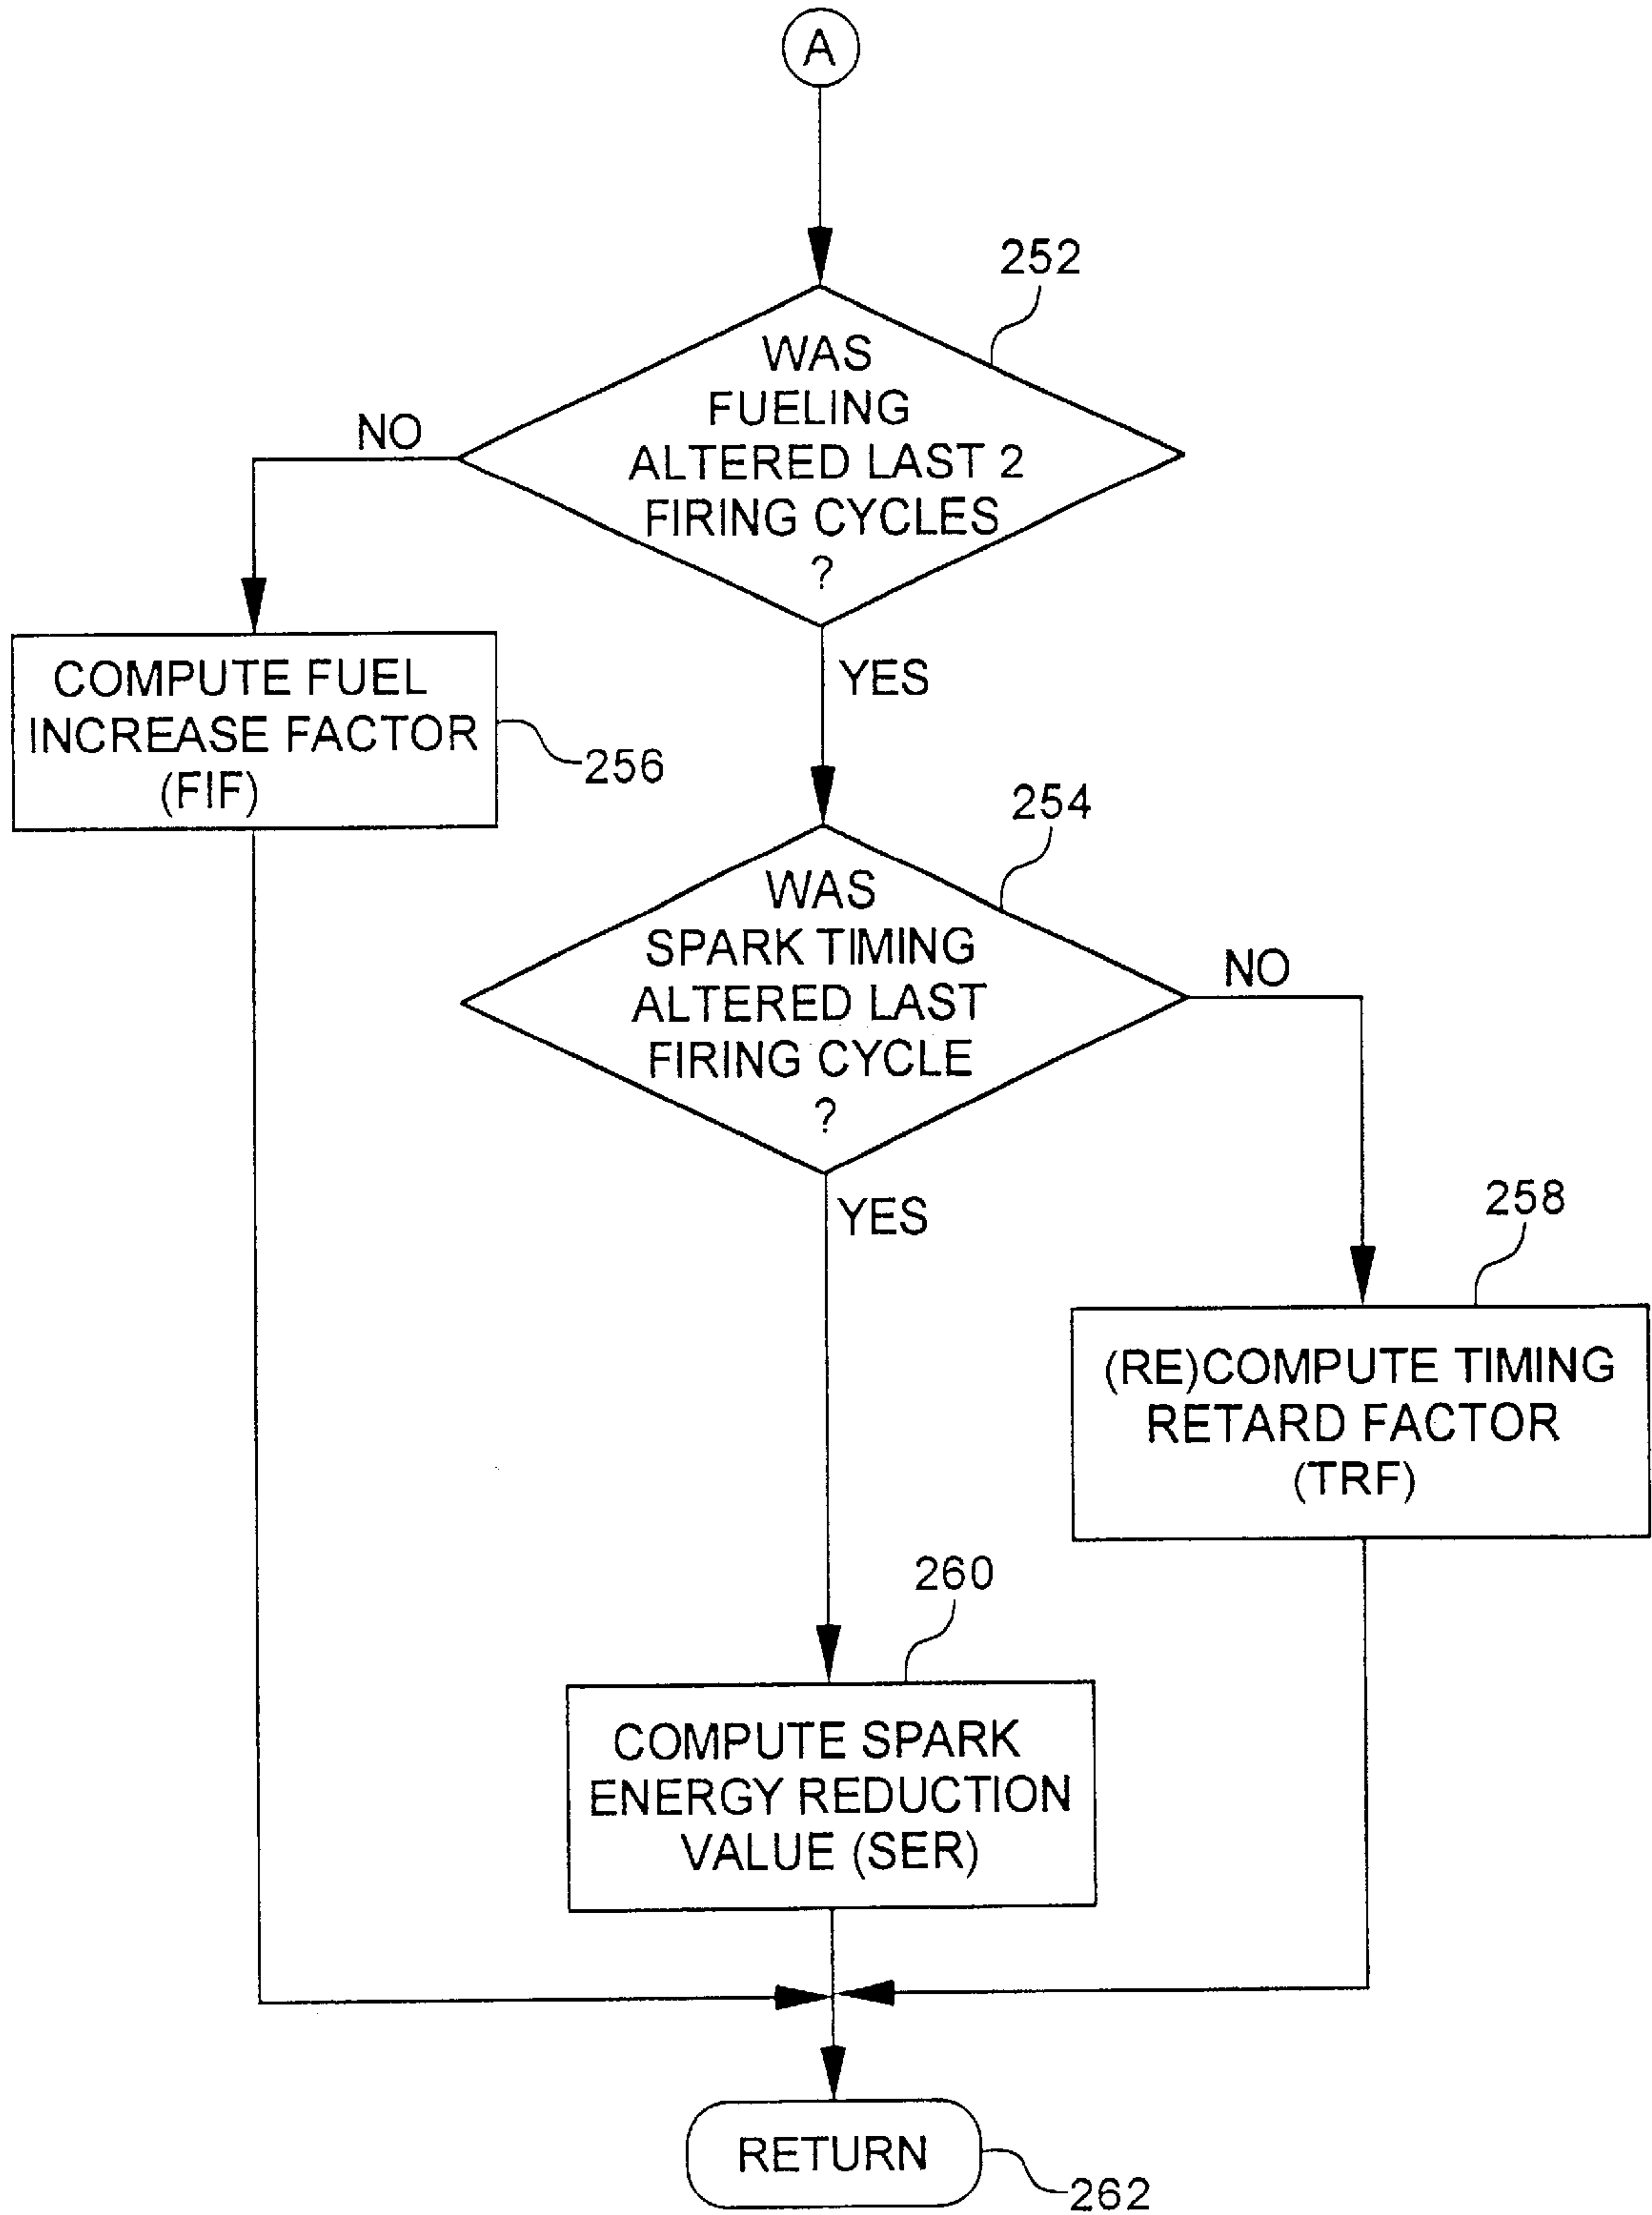 A
252
WAS
FUELING
ALTERED LAST 2
FIRING CYCLES
?
NO
YES
COMPUTE FUEL
INCREASE FACTOR
(FIF)
256
254
WAS
SPARK TIMING
ALTERED LAST
FIRING CYCLE
?
NO
YES
258
(RE)COMPUTE TIMING
RETARD FACTOR
(TRF)
260
COMPUTE SPARK
ENERGY REDUCTION
VALUE (SER)
RETURN
262